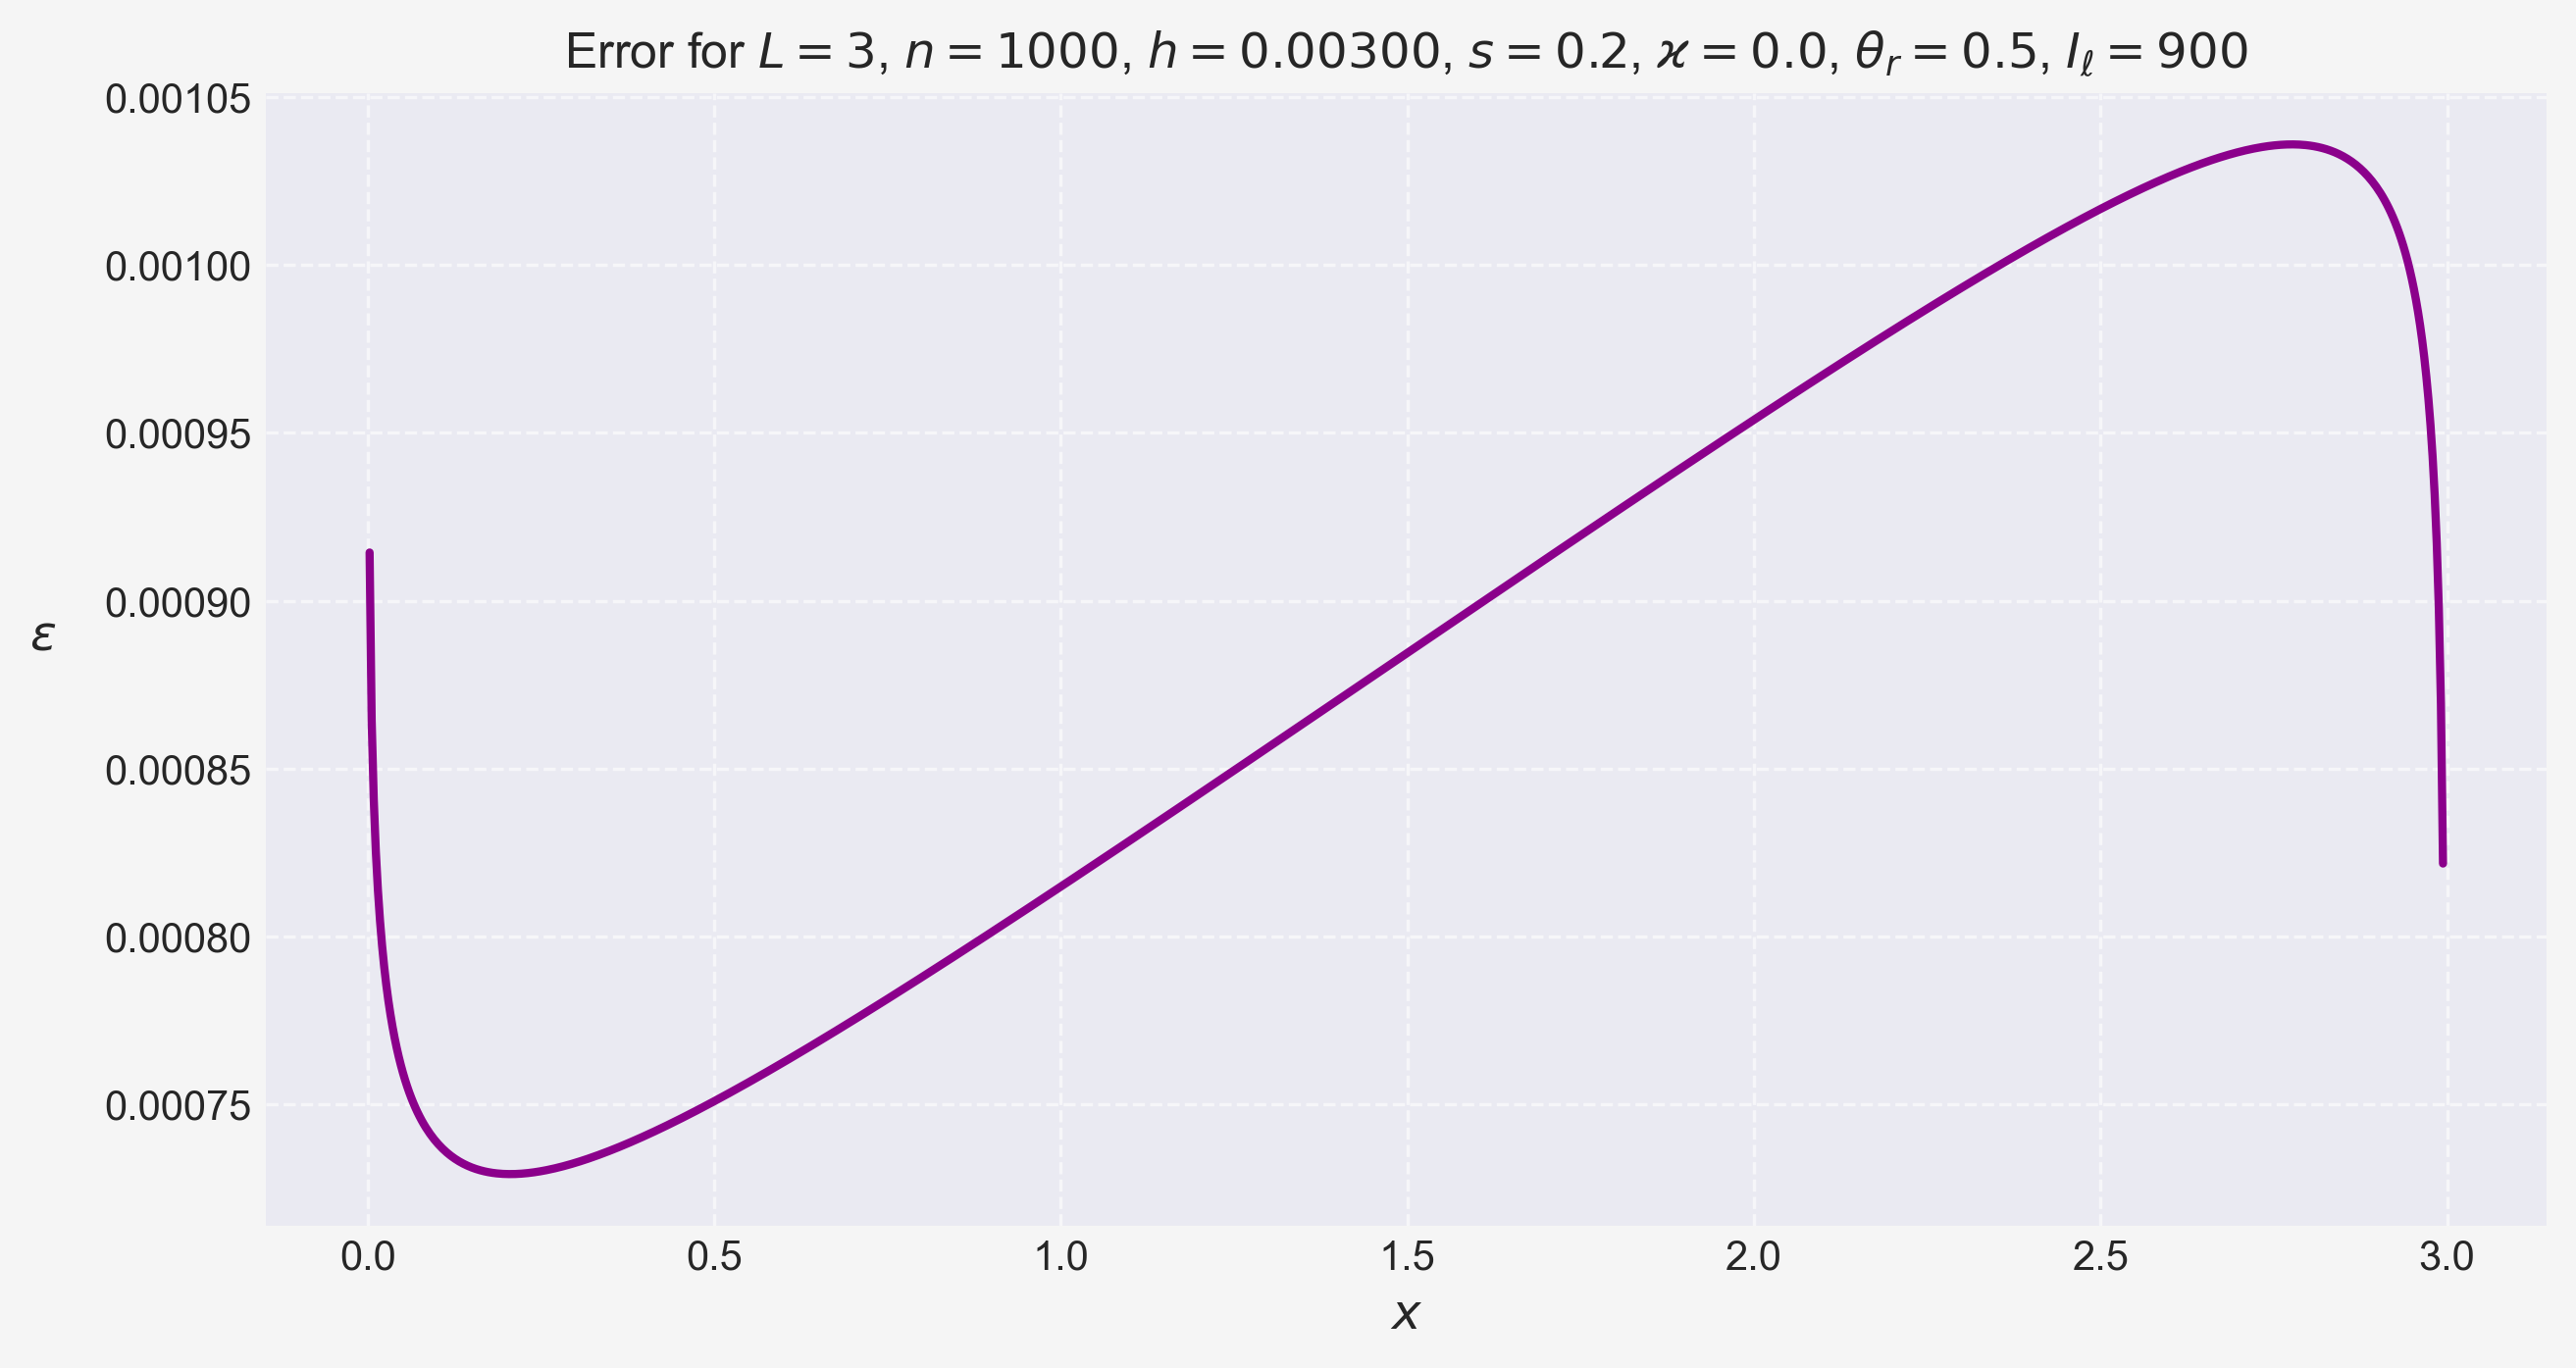 Error for L = 3, n = 1000, h = 0.00300, s = 0.2, ϰ = 0.0, θᵣ = 0.5, I_ℓ = 900
0.00105
0.00100
0.00095
0.00090
ε
0.00085
0.00080
0.00075
0.0 0.5 1.0 1.5 2.0 2.5 3.0
x